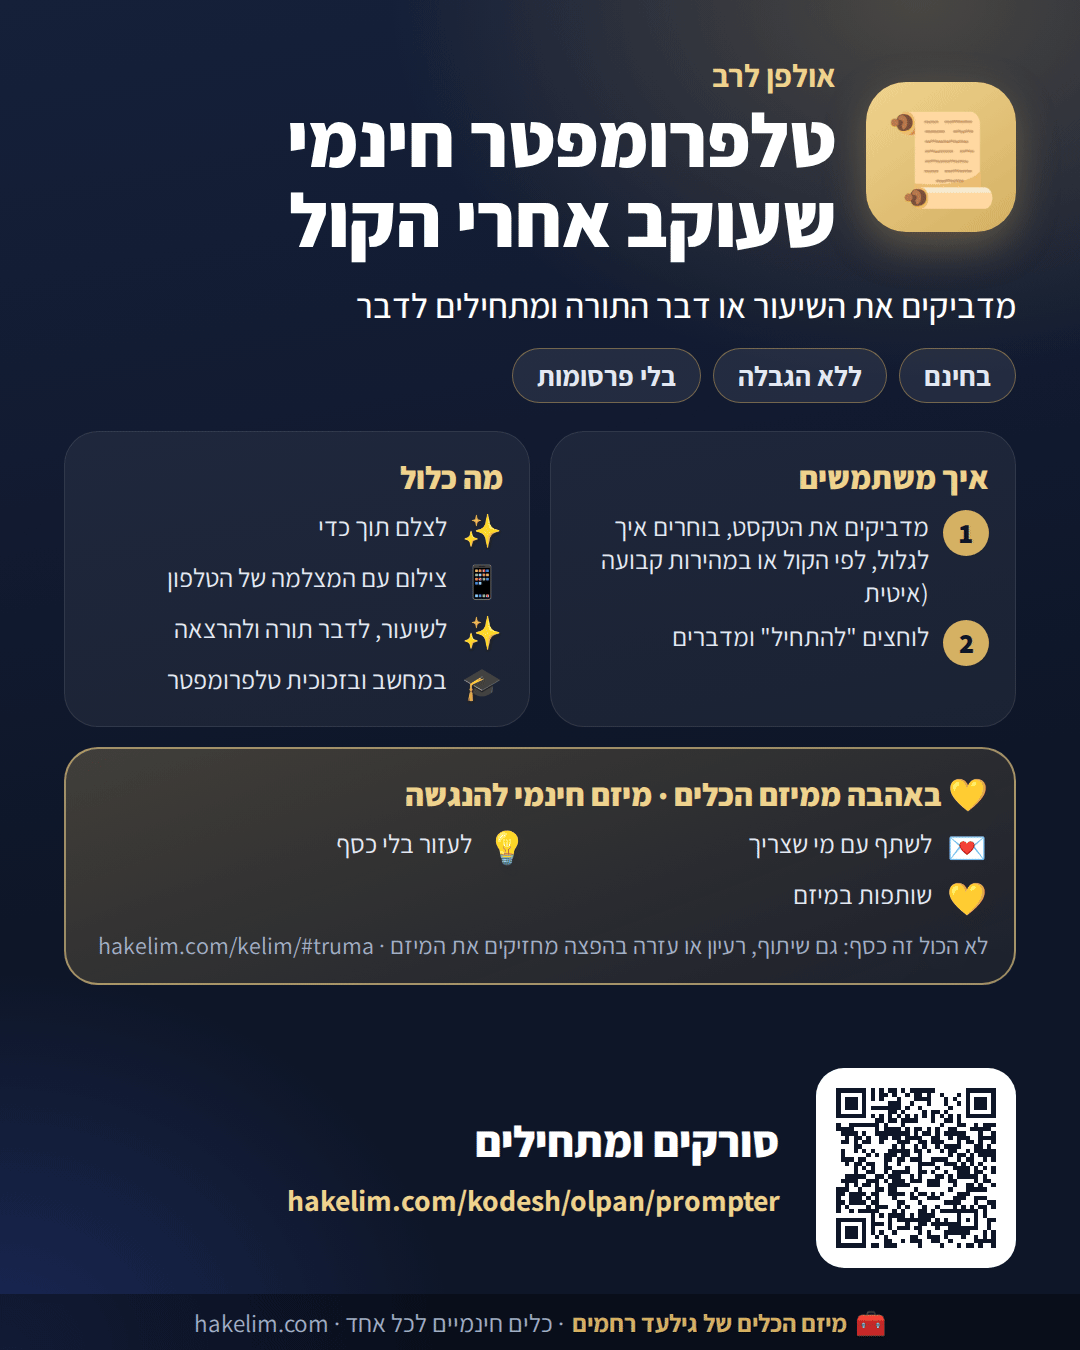 אולפן לרב
טלפרומפטר חינמי
שעוקב אחרי הקול
מדביקים את השיעור או דבר התורה ומתחילים לדבר
בחינם
ללא הגבלה
בלי פרסומות
איך משתמשים
1 מדביקים את הטקסט, בוחרים איך
לגלול, לפי הקול או במהירות קבועה
(איטית
2 לוחצים "להתחיל" ומדברים
מה כלול
לצלם תוך כדי
צילום עם המצלמה של הטלפון
לשיעור, לדבר תורה ולהרצאה
במחשב ובזכוכית טלפרומפטר
באהבה ממיזם הכלים · מיזם חינמי להנגשה
לשתף עם מי שצריך
לעזור בלי כסף
שותפות במיזם
לא הכול זה כסף: גם שיתוף, רעיון או עזרה בהפצה מחזיקים את המיזם · hakelim.com/kelim/#truma
סורקים ומתחילים
hakelim.com/kodesh/olpan/prompter
מיזם הכלים של גילעד רחמים · כלים חינמיים לכל אחד · hakelim.com